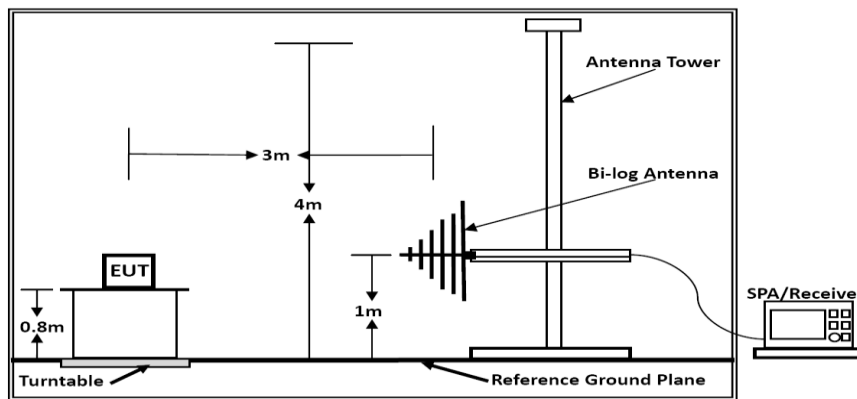 Antenna Tower
3m
Bi-log Antenna
4m
EUT
SPA/Receive
0.8m
1m
Turntable
Reference Ground Plane